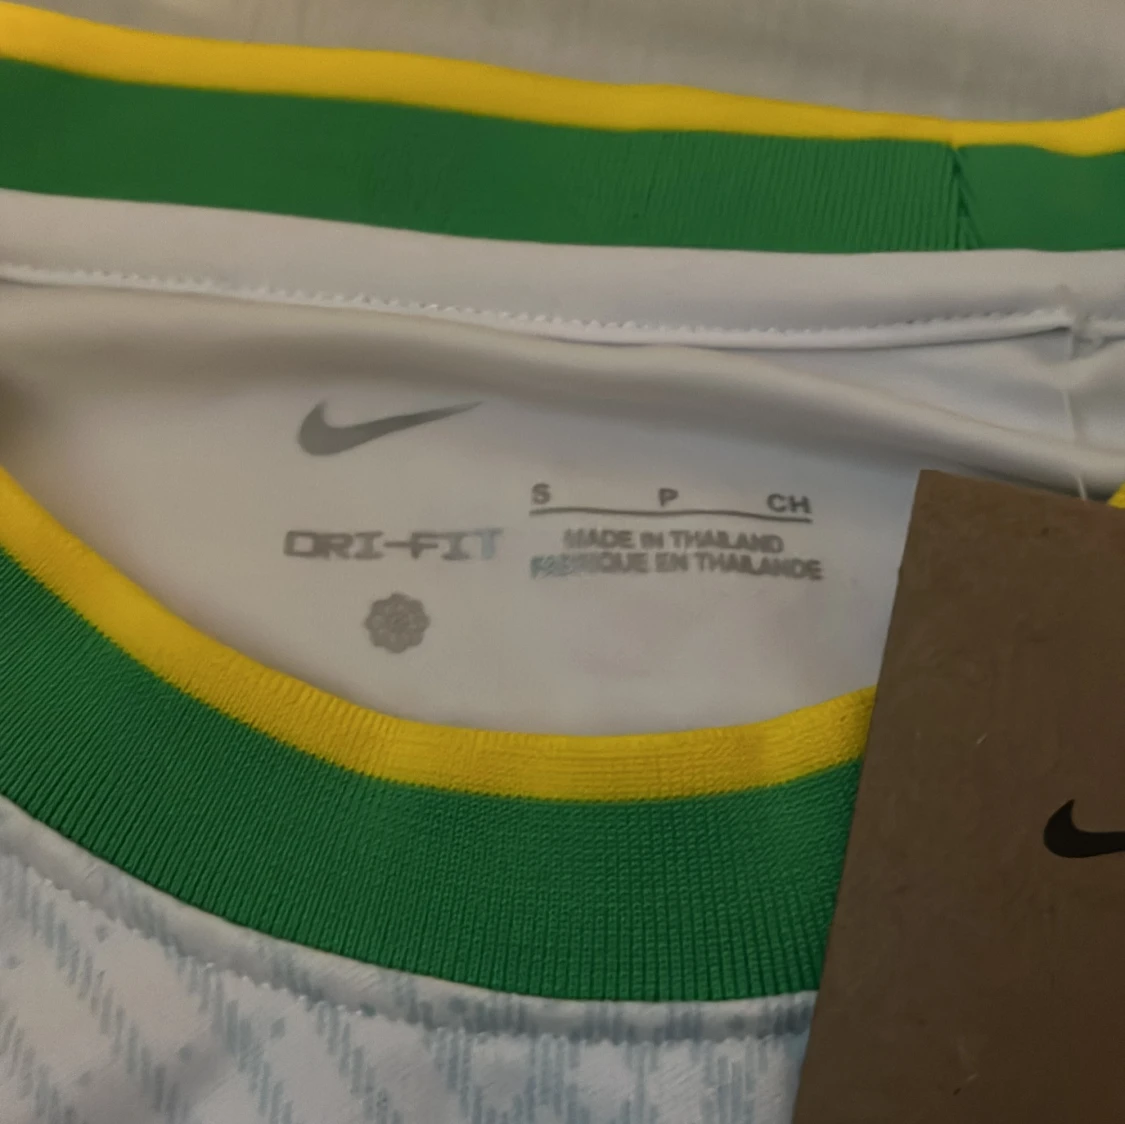 S P CH
DRI-FIT
MADE IN THAILAND
FABRIQUE EN THAILANDE